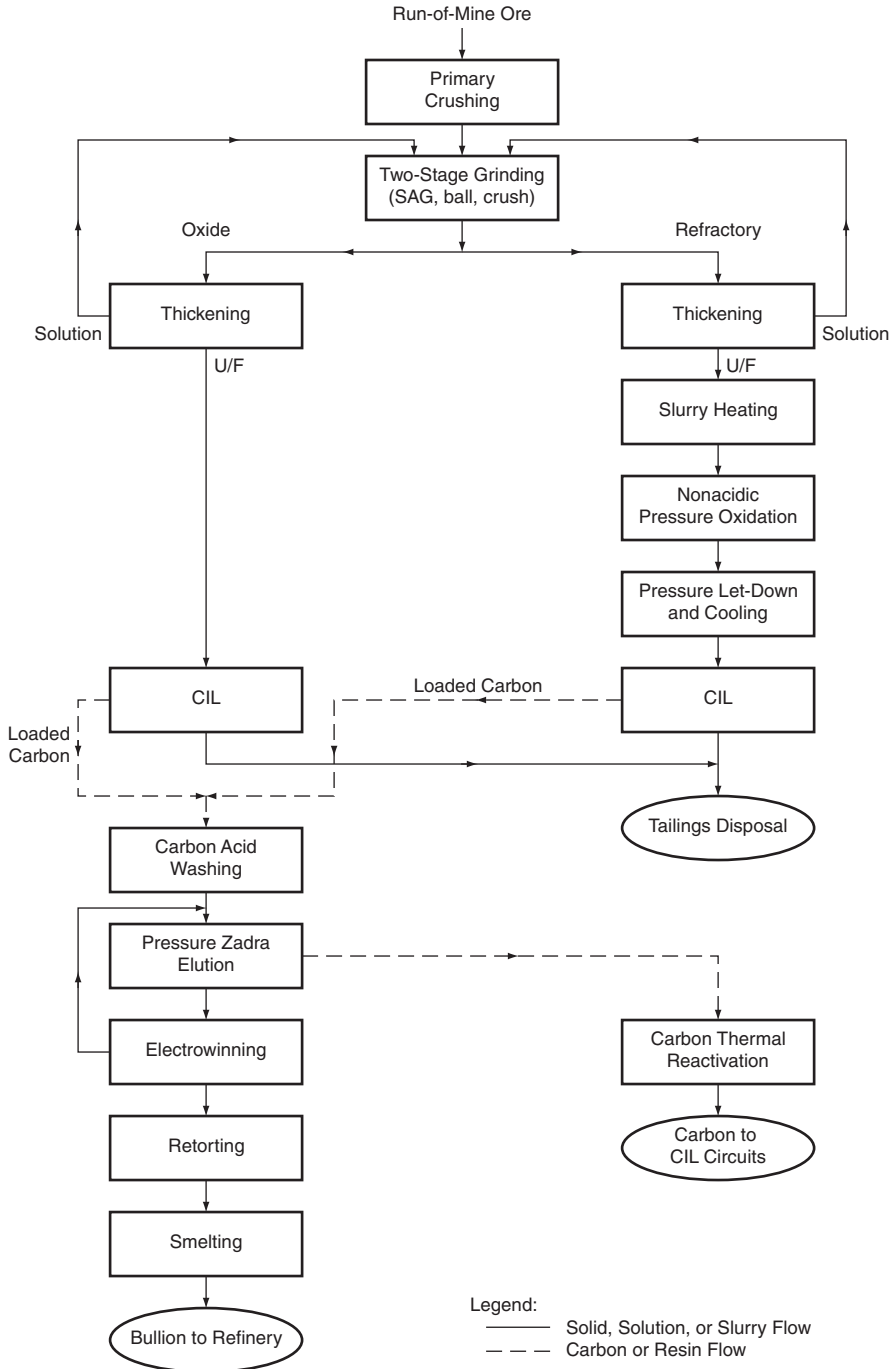 Run-of-Mine Ore
Primary
Crushing
Two-Stage Grinding
(SAG, ball, crush)
Oxide
Refractory
Thickening
Thickening
Solution
Solution
U/F
U/F
Slurry Heating
Nonacidic
Pressure Oxidation
Pressure Let-Down
and Cooling
CIL
Loaded Carbon
CIL
Loaded
Carbon
Tailings Disposal
Carbon Acid
Washing
Pressure Zadra
Elution
Electrowinning
Carbon Thermal
Reactivation
Retorting
Carbon to
CIL Circuits
Smelting
Bullion to Refinery
Legend:
Solid, Solution, or Slurry Flow
Carbon or Resin Flow